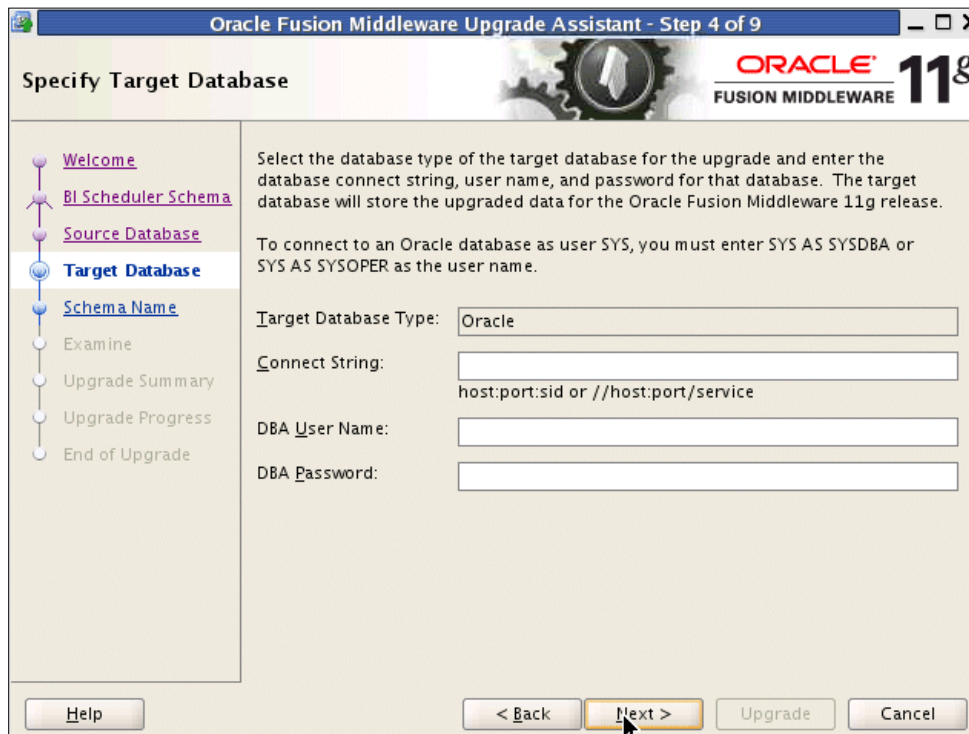 Oracle Fusion Middleware Upgrade Assistant - Step 4 of 9
Specify Target Database
ORACLE
FUSION MIDDLEWARE
11g
Welcome
BI Scheduler Schema
Source Database
Target Database
Schema Name
Examine
Upgrade Summary
Upgrade Progress
End of Upgrade
Select the database type of the target database for the upgrade and enter the
database connect string, user name, and password for that database. The target
database will store the upgraded data for the Oracle Fusion Middleware 11g release.
To connect to an Oracle database as user SYS, you must enter SYS AS SYSDBA or
SYS AS SYSOPER as the user name.
Target Database Type: Oracle
Connect String:
host:port:sid or //host:port/service
DBA User Name:
DBA Password:
Help
< Back
Next >
Upgrade
Cancel